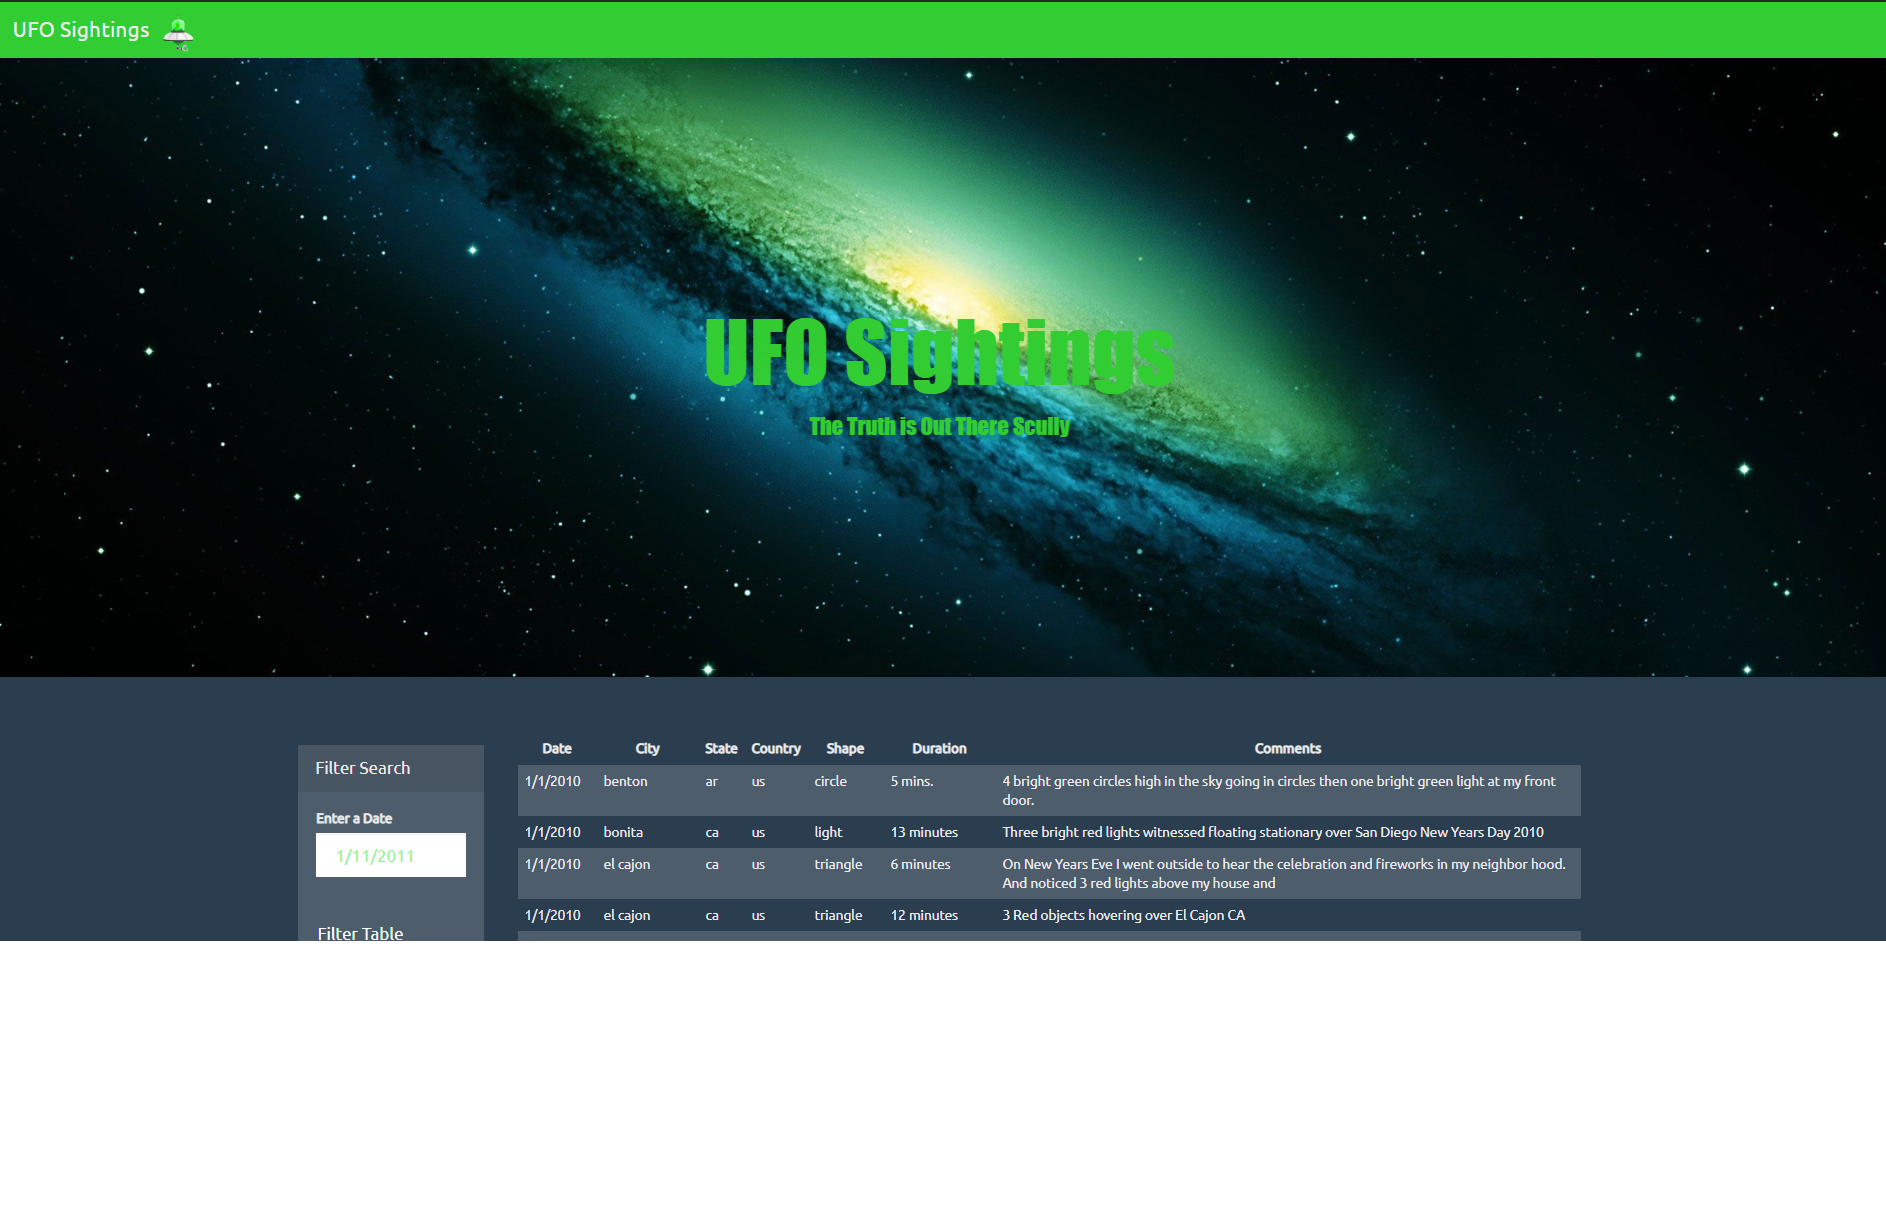 UFO Sightings
UFO Sightings
The Truth is Out There Scully
Filter Search
Enter a Date
1/11/2011
Filter Table
Date City State Country Shape Duration Comments
1/1/2010 benton ar us circle 5 mins. 4 bright green circles high in the sky going in circles then one bright green light at my front
door.
1/1/2010 bonita ca us light 13 minutes Three bright red lights witnessed floating stationary over San Diego New Years Day 2010
1/1/2010 el cajon ca us triangle 6 minutes On New Years Eve I went outside to hear the celebration and fireworks in my neighbor hood.
And noticed 3 red lights above my house and
1/1/2010 el cajon ca us triangle 12 minutes 3 Red objects hovering over El Cajon CA